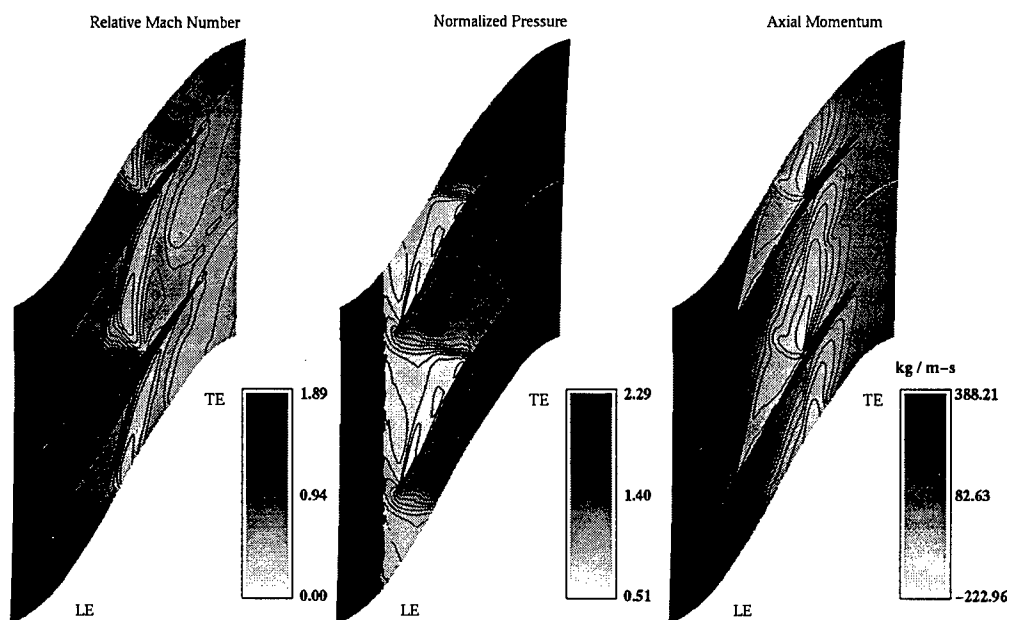 Relative Mach Number
Normalized Pressure
Axial Momentum
TE
1.89
0.94
0.00
LE
TE
2.29
1.40
0.51
LE
kg / m-s
TE
388.21
82.63
-222.96
LE